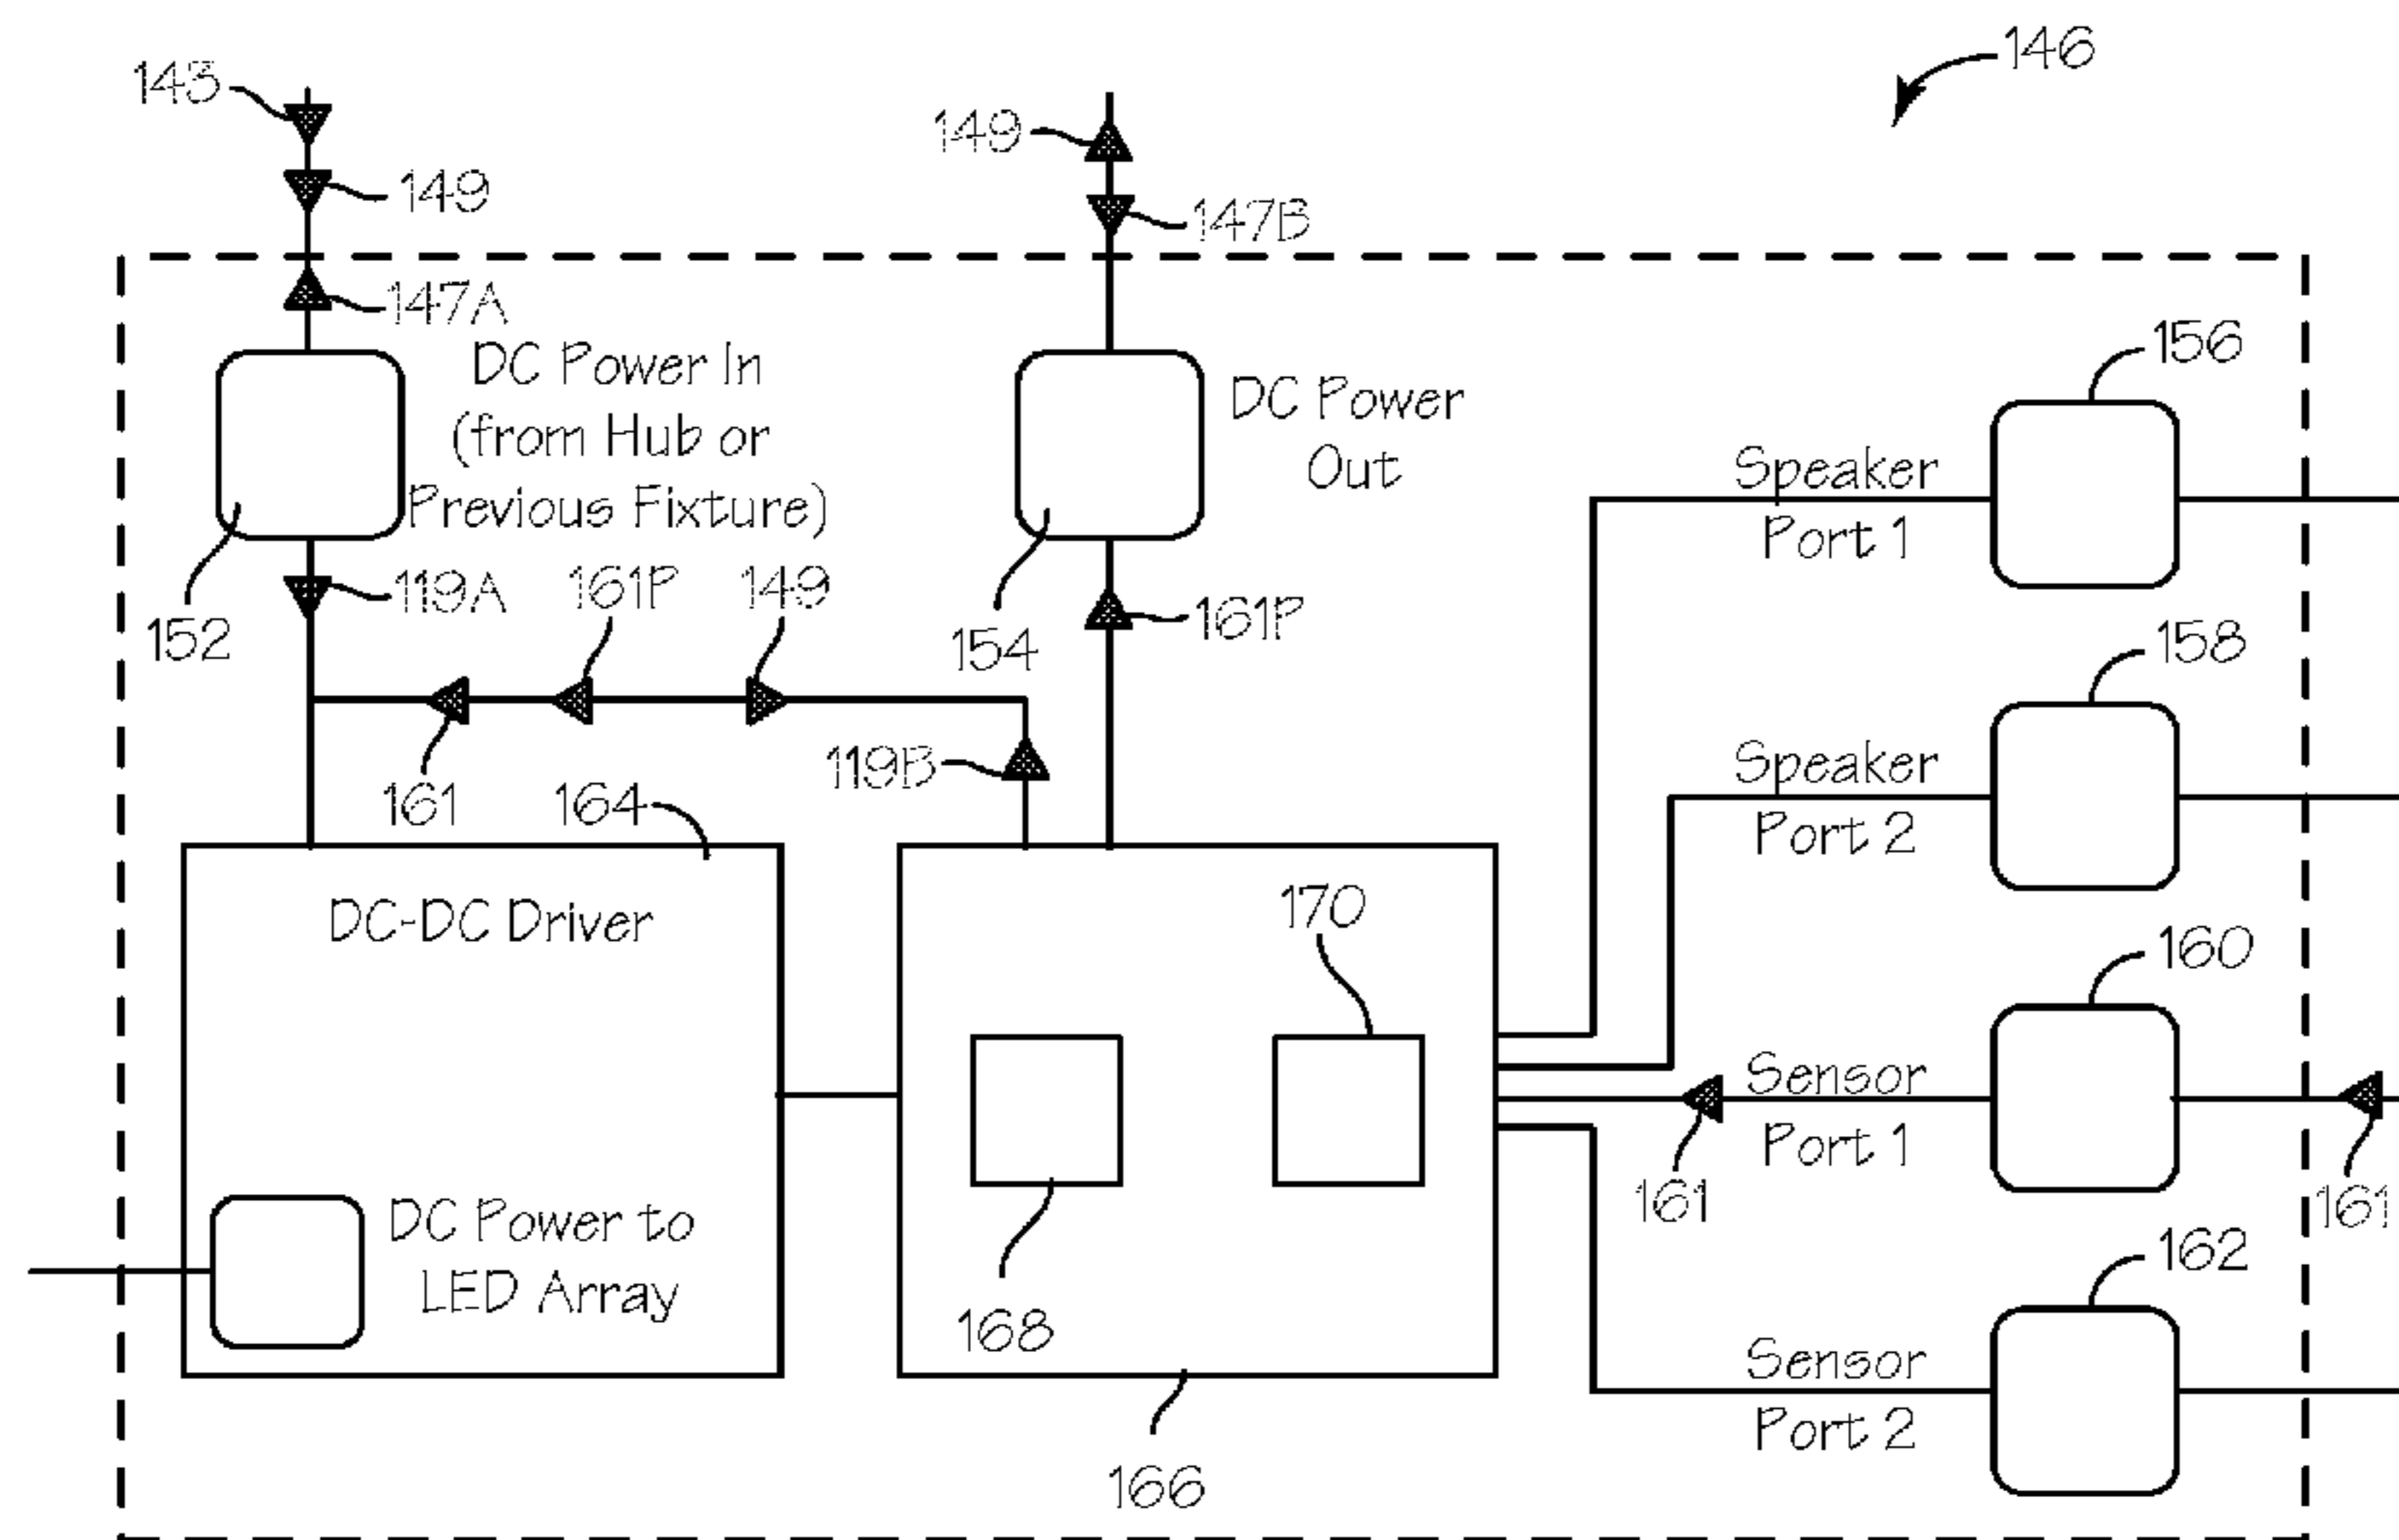 146
143
149
149
147B
147A
DC Power In
(from Hub or
Previous Fixture)
DC Power
Out
156
Speaker
Port 1
119A
161P
149
161P
152
154
158
Speaker
Port 2
119B
161
164
DC-DC Driver
170
160
Sensor
Port 1
161
161
DC Power to
LED Array
168
162
Sensor
Port 2
166